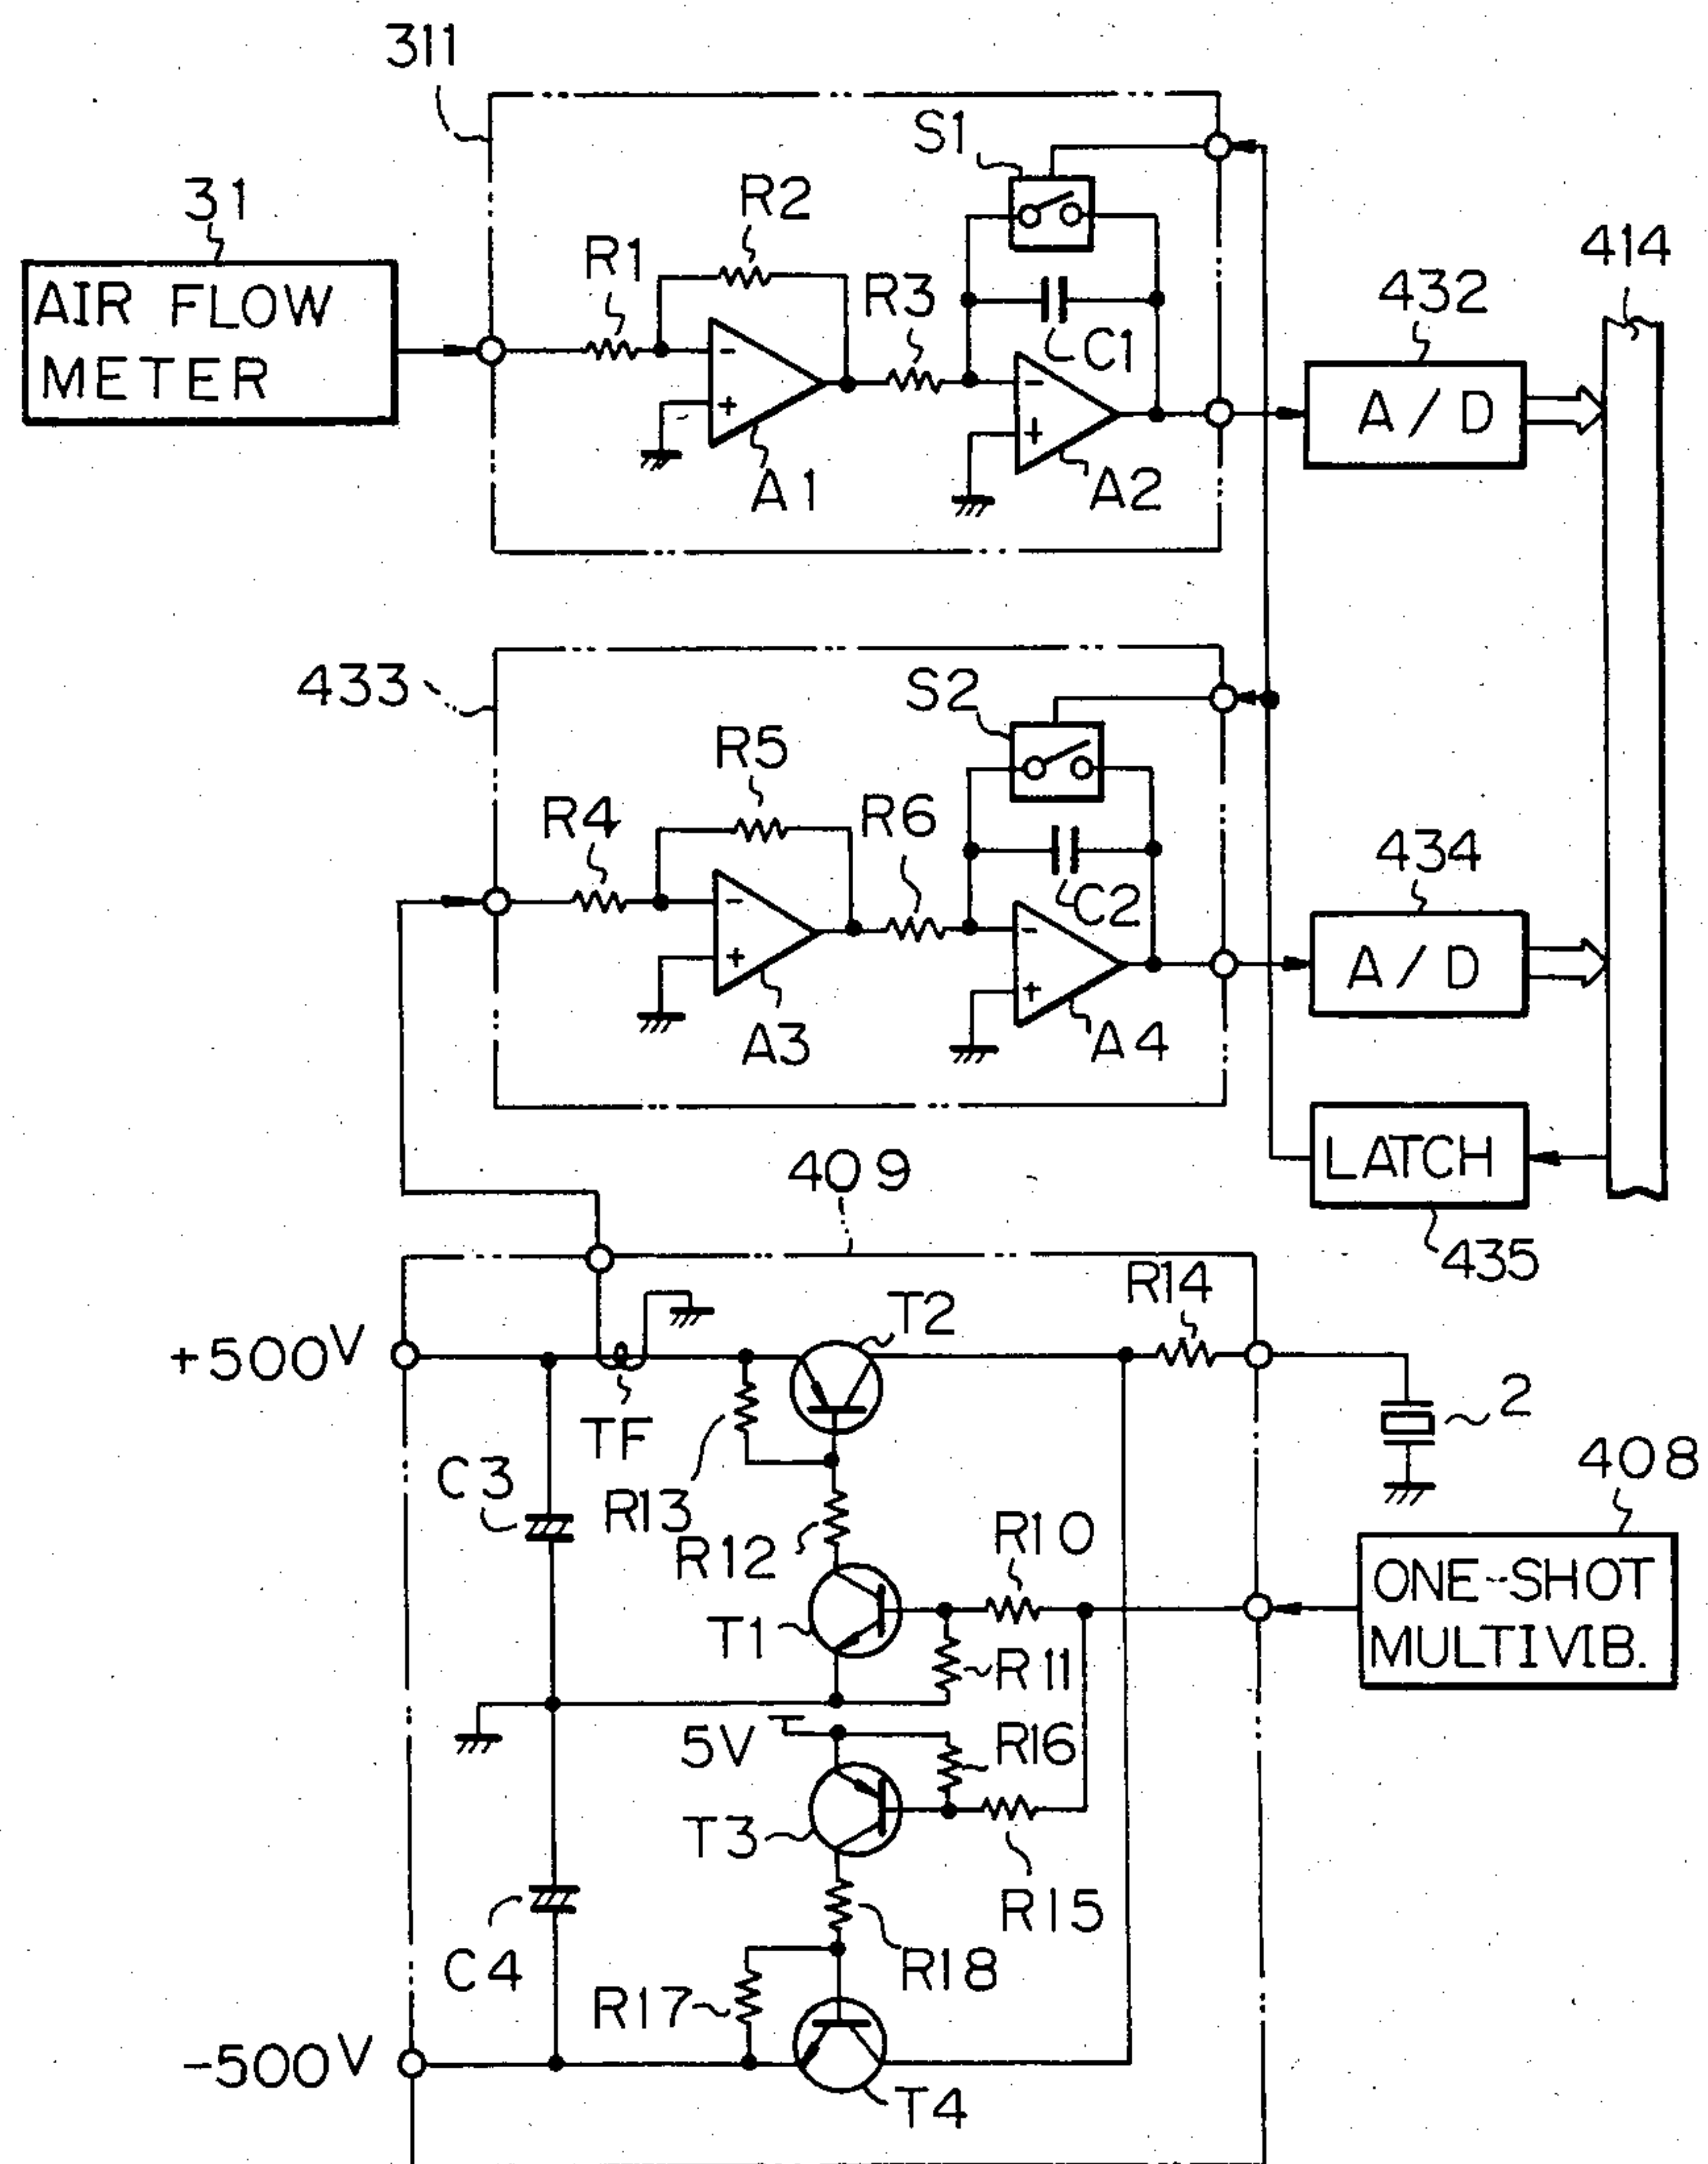 311
S1
31
R2
414
R1
R3
432
AIR FLOW
METER
-
+
C1
-
+
A / D
A1
A2
433
S2
R5
R4
R6
434
C2
-
+
-
+
A / D
A3
A4
409
LATCH
435
R14
T2
+500V
TF
2
C3
R13
408
R12
R10
ONE-SHOT
MULTIVIB.
T1
R11
5V
R16
T3
R15
C4
R18
R17
-500V
T4